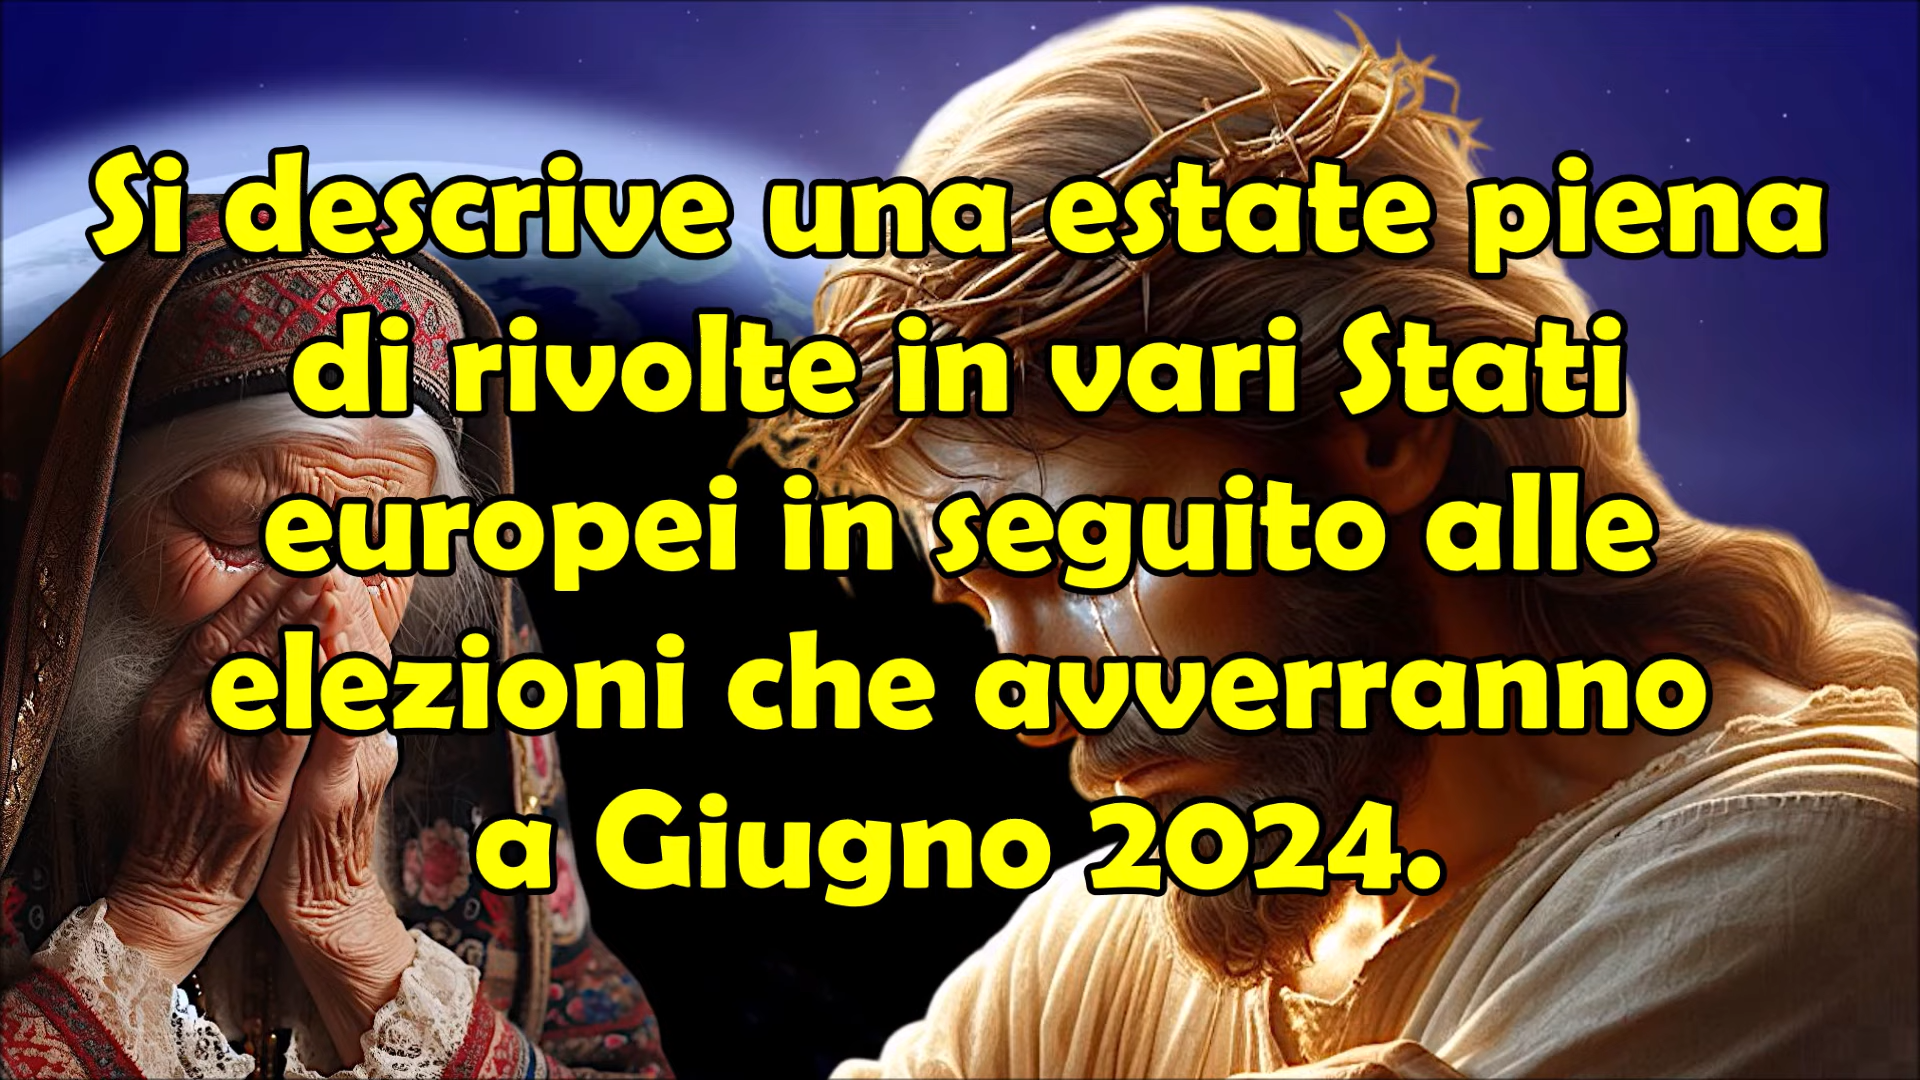 Si descrive una estate piena
di rivolte in vari Stati
europei in seguito alle
elezioni che avverranno
a Giugno 2024.